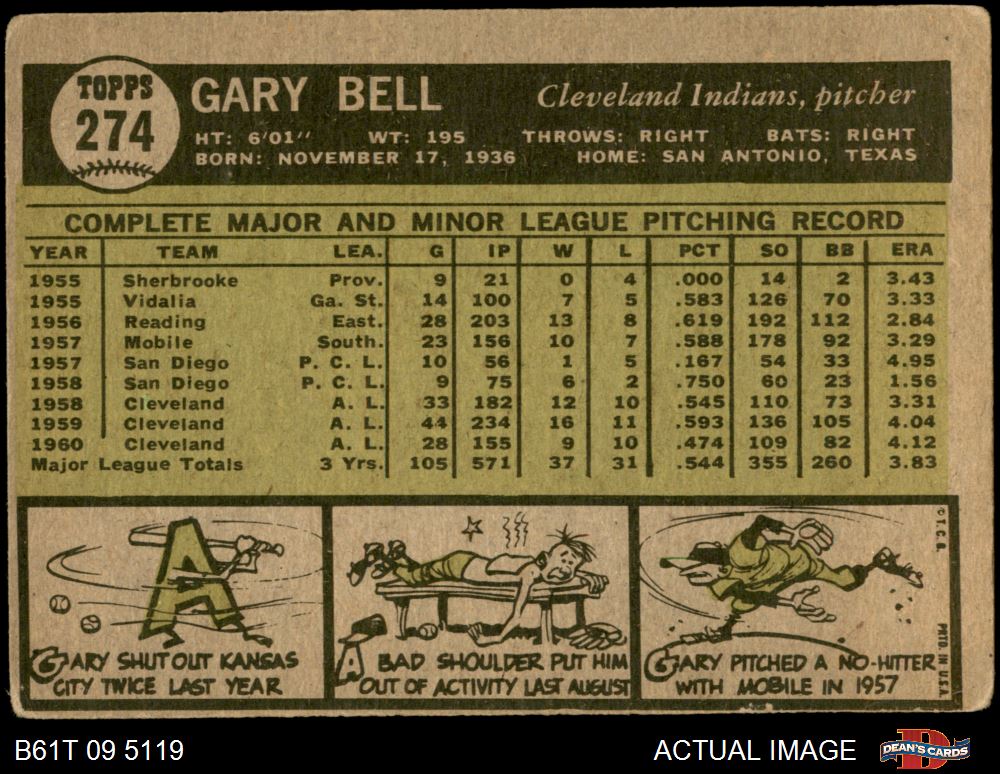 TOPPS
274
GARY BELL
Cleveland Indians, pitcher
HT: 6'01" WT: 195 THROWS: RIGHT BATS: RIGHT
BORN: NOVEMBER 17, 1936 HOME: SAN ANTONIO, TEXAS
COMPLETE MAJOR AND MINOR LEAGUE PITCHING RECORD
YEAR TEAM LEA. G IP W L PCT SO BB ERA
1955 Sherbrooke Prov. 9 21 0 4 .000 14 2 3.43
1955 Vidalia Ga. St. 14 100 7 5 .583 126 70 3.33
1956 Reading East. 28 203 13 8 .619 192 112 2.84
1957 Mobile South. 23 156 10 7 .588 178 92 3.29
1957 San Diego P. C. L. 10 56 1 5 .167 54 33 4.95
1958 San Diego P. C. L. 9 75 6 2 .750 60 23 1.56
1958 Cleveland A. L. 33 182 12 10 .545 110 73 3.31
1959 Cleveland A. L. 44 234 16 11 .593 136 105 4.04
1960 Cleveland A. L. 28 155 9 10 .474 109 82 4.12
Major League Totals 3 Yrs. 105 571 37 31 .544 355 260 3.83
A
GARY SHUT OUT KANSAS
CITY TWICE LAST YEAR
A BAD SHOULDER PUT HIM
OUT OF ACTIVITY LAST AUGUST
GARY PITCHED A NO-HITTER
WITH MOBILE IN 1957
© T. C. G. PRTD. IN U.S.A.
B61T 09 5119
ACTUAL IMAGE
DEAN'S CARDS